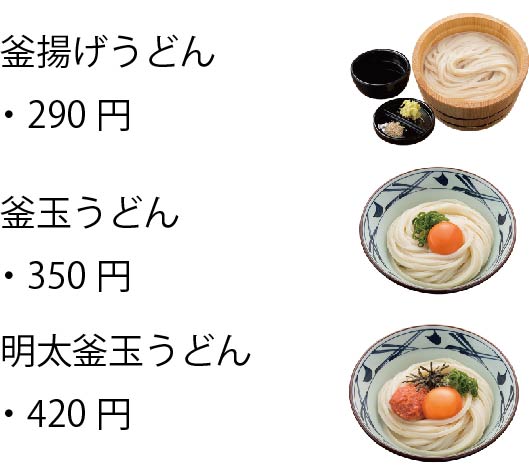 釜揚げうどん
・290 円
釜玉うどん
・350 円
明太釜玉うどん
・420 円